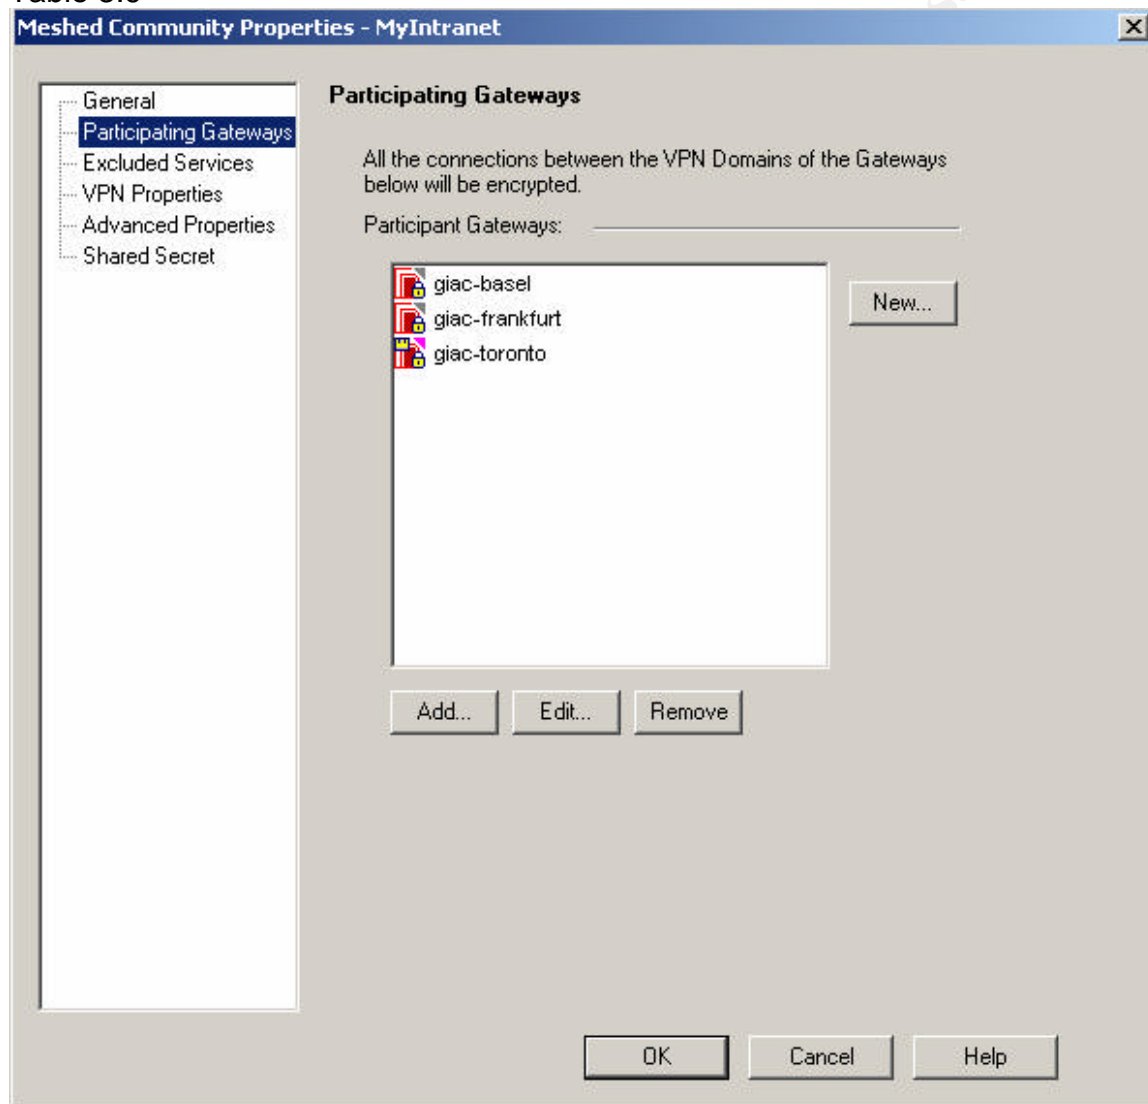 Meshed Community Properties - MyIntranet
General
Participating Gateways
Excluded Services
VPN Properties
Advanced Properties
Shared Secret
Participating Gateways
All the connections between the VPN Domains of the Gateways
below will be encrypted.
Participant Gateways:
giac-basel
giac-frankfurt
giac-toronto
New...
Add...
Edit...
Remove
OK
Cancel
Help